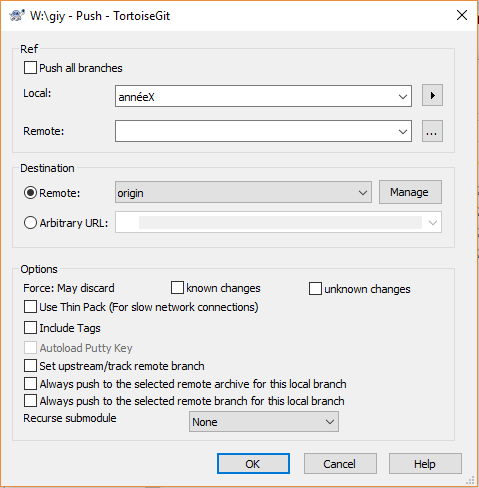 W:\giy - Push - TortoiseGit
Ref
Push all branches
Local: annéeX
Remote: ...
Destination
Remote: origin Manage
Arbitrary URL:
Options
Force: May discard known changes unknown changes
Use Thin Pack (For slow network connections)
Include Tags
Autoload Putty Key
Set upstream/track remote branch
Always push to the selected remote archive for this local branch
Always push to the selected remote branch for this local branch
Recurse submodule None
OK Cancel Help